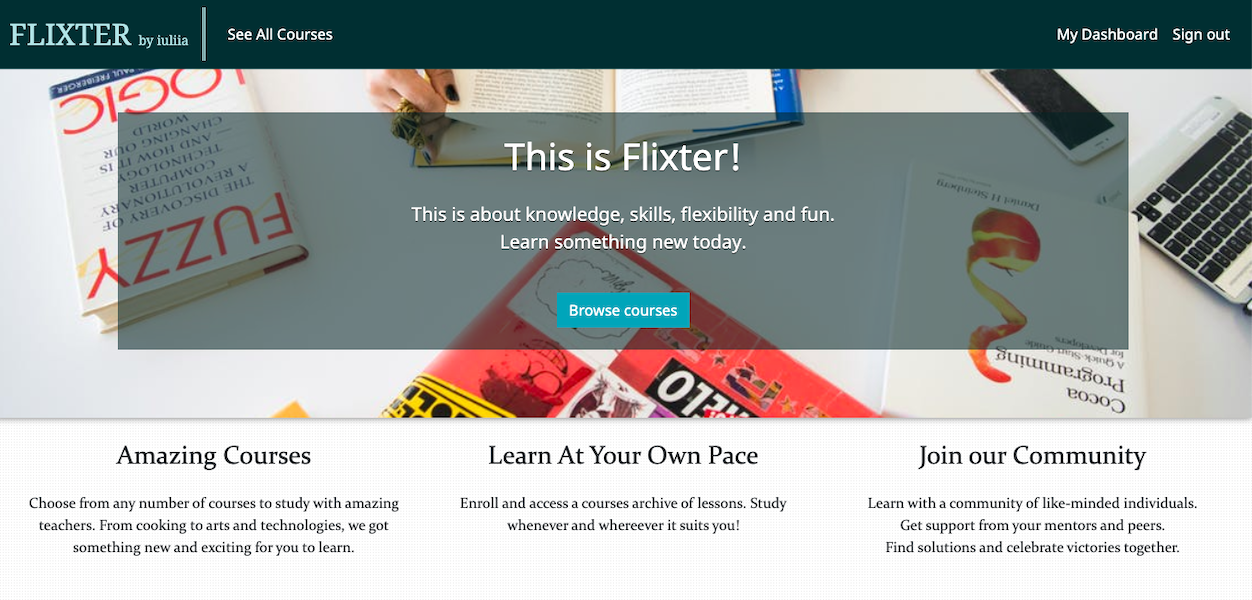 FLIXTER by iuliia
See All Courses
My Dashboard
Sign out
PAUL FREIBERGER
LOGIC
FUZZY
THE DISCOVERY OF
A REVOLUTIONARY
COMPUTER
TECHNOLOGY
AND HOW IT IS
CHANGING OUR
WORLD
This is Flixter!
This is about knowledge, skills, flexibility and fun.
Learn something new today.
Browse courses
Daniel H Steinberg
Cocoa
Programming
A Quick-Start Guide
for Developers
Amazing Courses
Choose from any number of courses to study with amazing
teachers. From cooking to arts and technologies, we got
something new and exciting for you to learn.
Learn At Your Own Pace
Enroll and access a courses archive of lessons. Study
whenever and whereever it suits you!
Join our Community
Learn with a community of like-minded individuals.
Get support from your mentors and peers.
Find solutions and celebrate victories together.